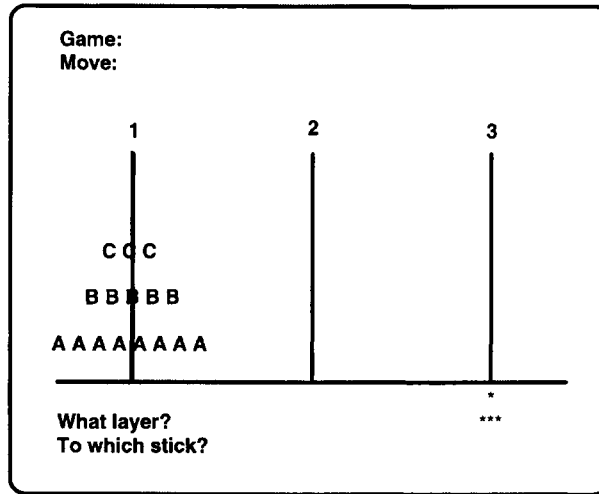 Game:
Move:
1 2 3
C C C
B B B B B
A A A A A A A A
*
What layer? ***
To which stick?